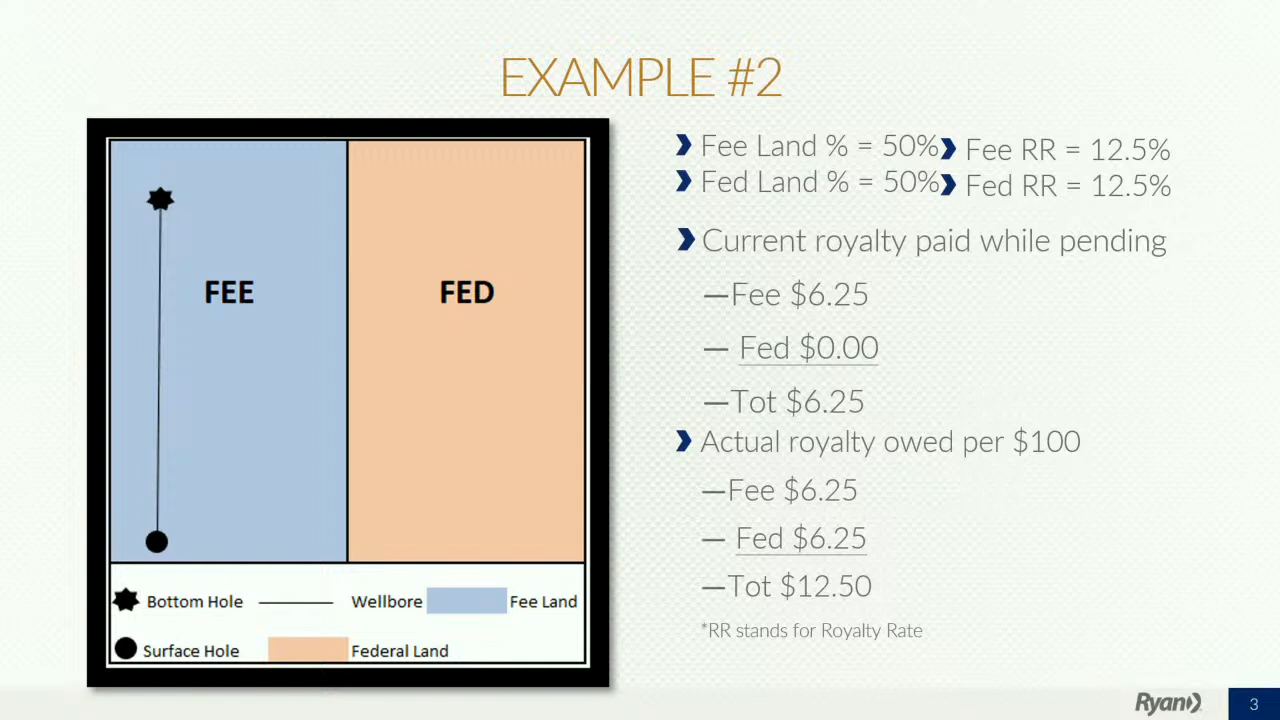 EXAMPLE #2
FEE
FED
Bottom Hole
Wellbore
Fee Land
Surface Hole
Federal Land
Fee Land % = 50%
Fed Land % = 50%
Fee RR = 12.5%
Fed RR = 12.5%
Current royalty paid while pending
—Fee $6.25
— Fed $0.00
—Tot $6.25
Actual royalty owed per $100
—Fee $6.25
— Fed $6.25
—Tot $12.50
*RR stands for Royalty Rate
Ryan
3